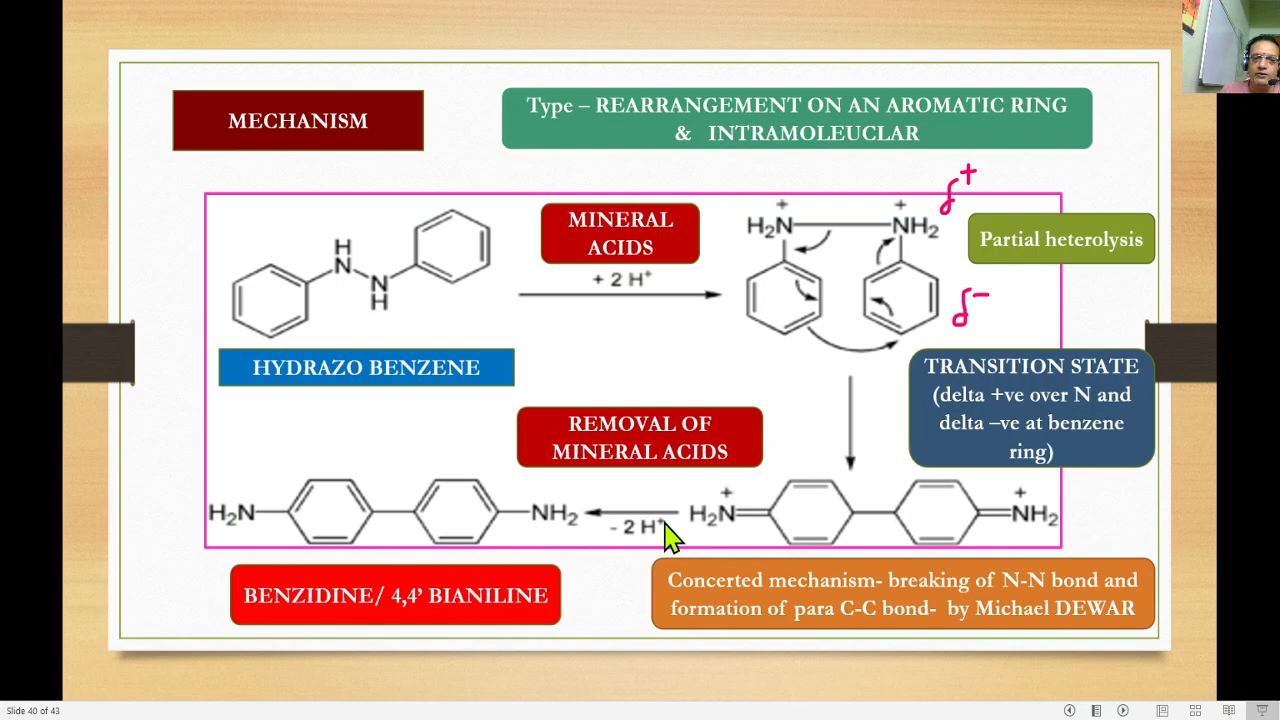 MECHANISM
Type – REARRANGEMENT ON AN AROMATIC RING
& INTRAMOLEUCLAR
δ+
H
N
N
H
MINERAL
ACIDS
+ 2 H+
+ +
H2N NH2
Partial heterolysis
δ−
HYDRAZO BENZENE
TRANSITION STATE
(delta +ve over N and
delta –ve at benzene
ring)
REMOVAL OF
MINERAL ACIDS
H2N NH2
- 2 H+
+ +
H2N NH2
BENZIDINE/ 4,4’ BIANILINE
Concerted mechanism- breaking of N-N bond and
formation of para C-C bond- by Michael DEWAR
Slide 40 of 43